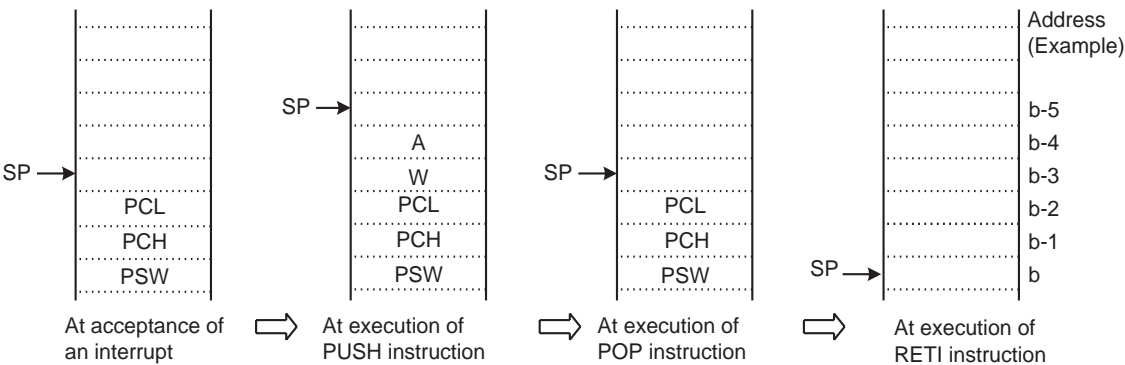 Address
(Example)
SP
b-5
A
b-4
SP
W
SP
b-3
PCL
PCL
PCL
b-2
PCH
PCH
PCH
b-1
PSW
PSW
PSW
SP
b
At acceptance of
an interrupt
At execution of
PUSH instruction
At execution of
POP instruction
At execution of
RETI instruction